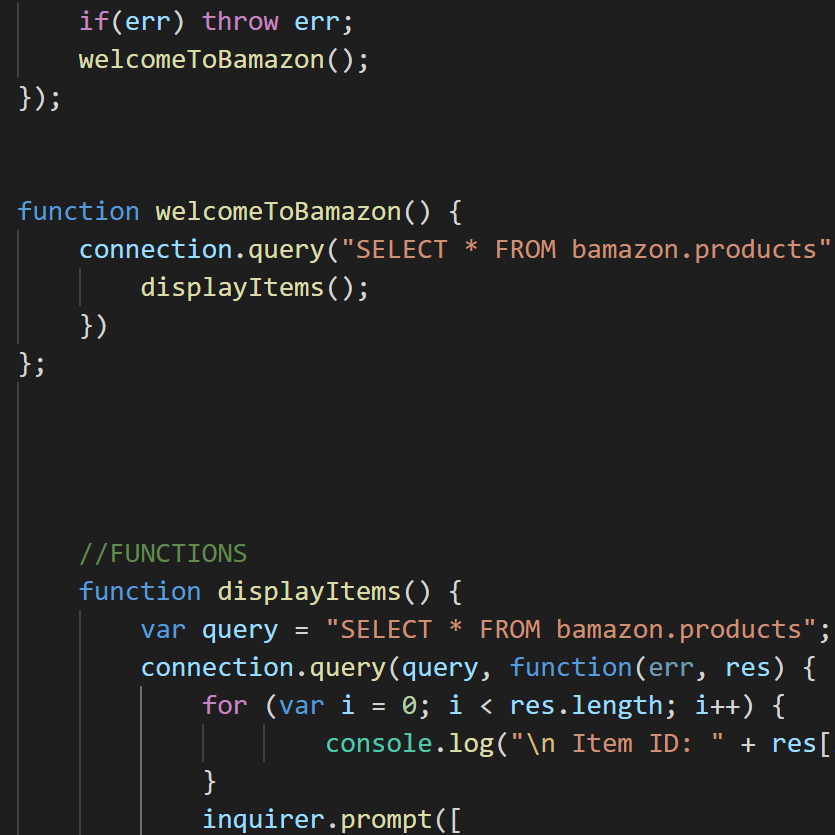 if(err) throw err;
welcomeToBamazon();
});
function welcomeToBamazon() {
connection.query("SELECT * FROM bamazon.products"
displayItems();
})
};
//FUNCTIONS
function displayItems() {
var query = "SELECT * FROM bamazon.products";
connection.query(query, function(err, res) {
for (var i = 0; i < res.length; i++) {
console.log("\n Item ID: " + res[
}
inquirer.prompt([